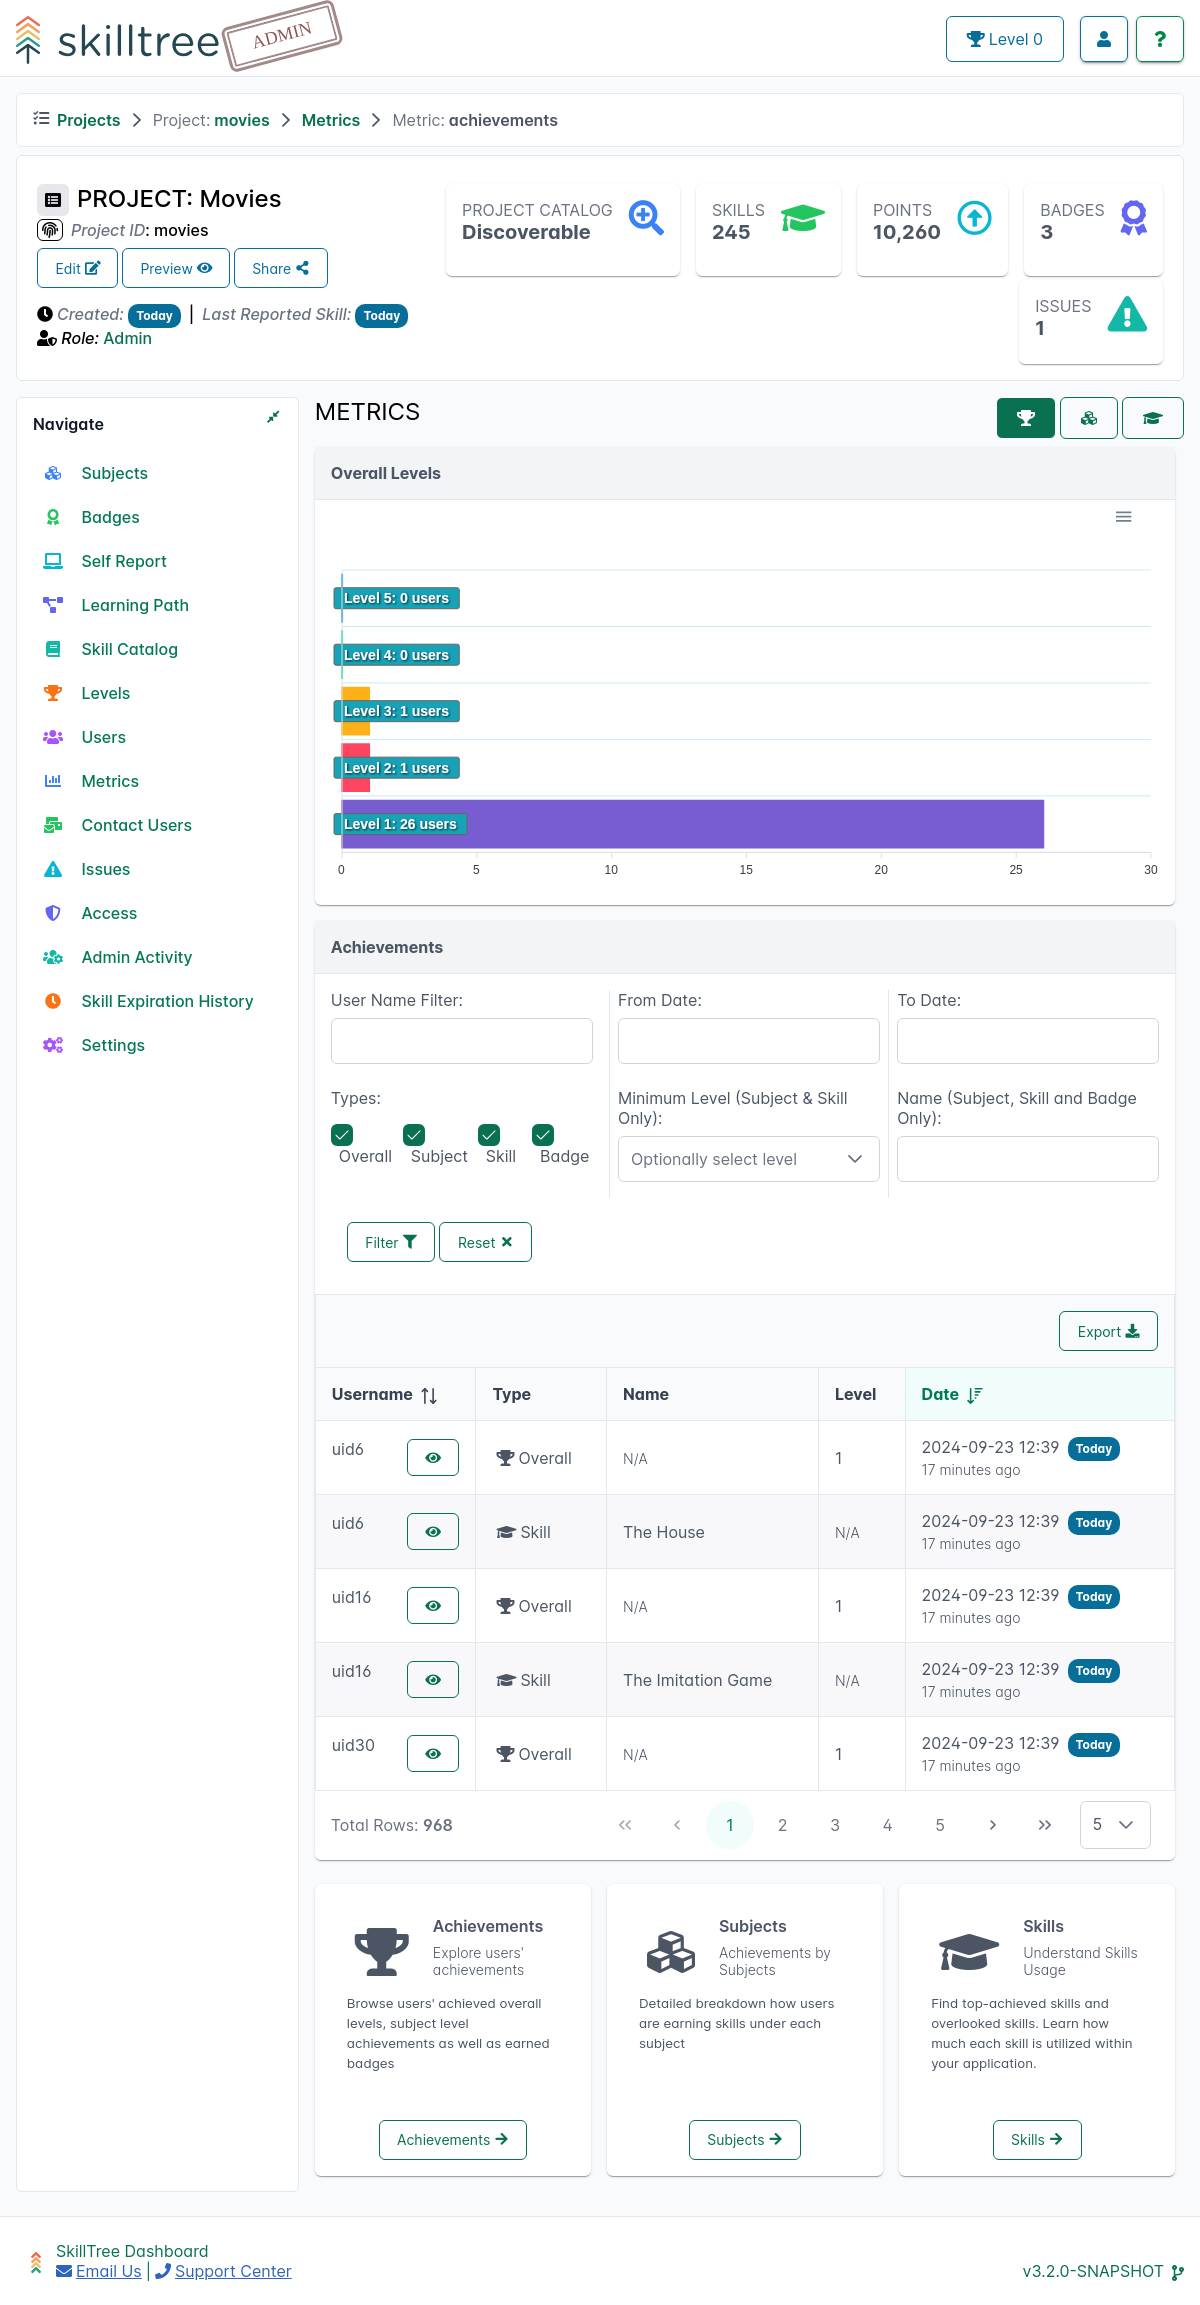 skilltree ADMIN
Level 0
Projects > Project: movies > Metrics > Metric: achievements
PROJECT: Movies
Project ID: movies
Edit Preview Share
Created: Today | Last Reported Skill: Today
Role: Admin
PROJECT CATALOG
Discoverable
SKILLS
245
POINTS
10,260
BADGES
3
ISSUES
1
Navigate
Subjects
Badges
Self Report
Learning Path
Skill Catalog
Levels
Users
Metrics
Contact Users
Issues
Access
Admin Activity
Skill Expiration History
Settings
METRICS
Overall Levels
Level 5: 0 users
Level 4: 0 users
Level 3: 1 users
Level 2: 1 users
Level 1: 26 users
0 5 10 15 20 25 30
Achievements
User Name Filter:
From Date:
To Date:
Types:
Overall Subject Skill Badge
Minimum Level (Subject & Skill
Only):
Optionally select level
Name (Subject, Skill and Badge
Only):
Filter Reset
Export
Username Type Name Level Date
uid6 Overall N/A 1 2024-09-23 12:39 Today
17 minutes ago
uid6 Skill The House N/A 2024-09-23 12:39 Today
17 minutes ago
uid16 Overall N/A 1 2024-09-23 12:39 Today
17 minutes ago
uid16 Skill The Imitation Game N/A 2024-09-23 12:39 Today
17 minutes ago
uid30 Overall N/A 1 2024-09-23 12:39 Today
17 minutes ago
Total Rows: 968 1 2 3 4 5 5
Achievements
Explore users'
achievements
Browse users' achieved overall
levels, subject level
achievements as well as earned
badges
Achievements
Subjects
Achievements by
Subjects
Detailed breakdown how users
are earning skills under each
subject
Subjects
Skills
Understand Skills
Usage
Find top-achieved skills and
overlooked skills. Learn how
much each skill is utilized within
your application.
Skills
SkillTree Dashboard
Email Us | Support Center
v3.2.0-SNAPSHOT